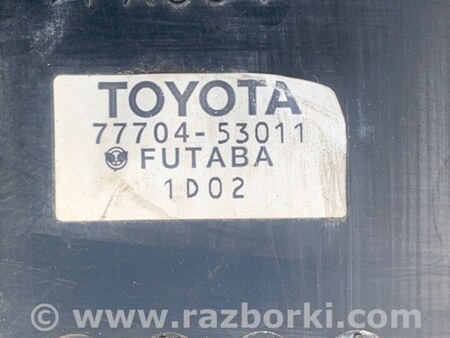 TOYOTA
77704-53011
FUTABA
1D02
© www.razborki.com